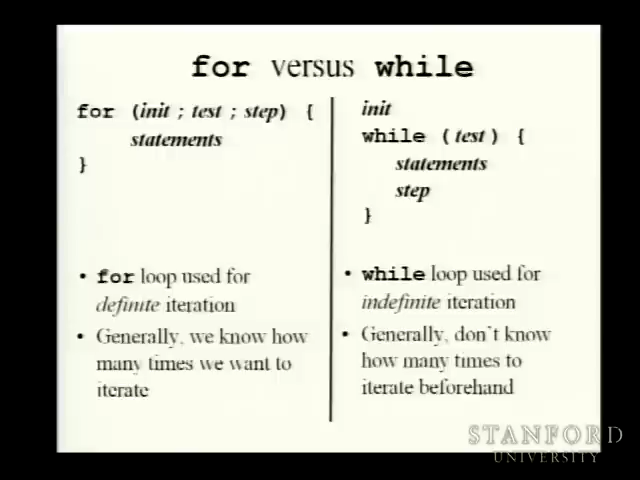 for versus while
for (init ; test ; step) {
statements
}
• for loop used for
definite iteration
• Generally, we know how
many times we want to
iterate
init
while ( test ) {
statements
step
}
• while loop used for
indefinite iteration
• Generally, don't know
how many times to
iterate beforehand
STANFORD
UNIVERSITY